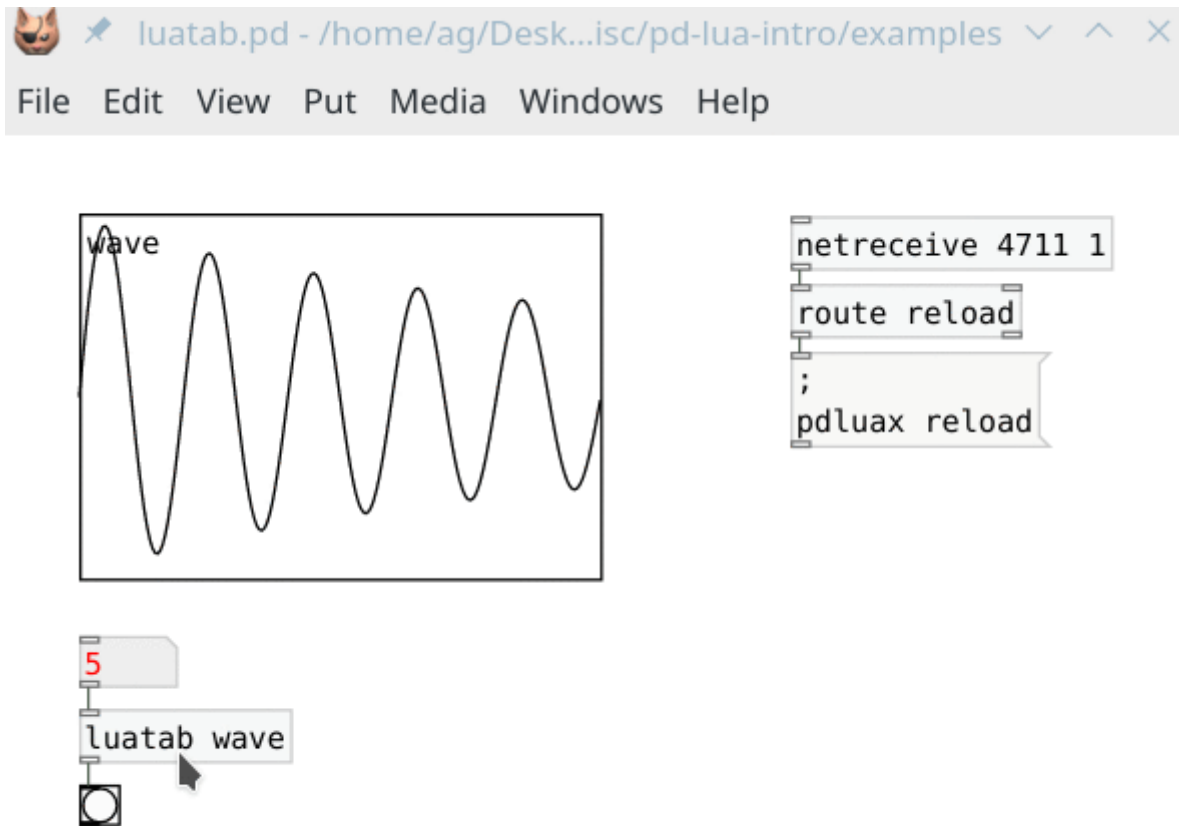 luatab.pd - /home/ag/Desk...isc/pd-lua-intro/examples
File Edit View Put Media Windows Help
wave
netreceive 4711 1
route reload
;
pdluax reload
5
luatab wave